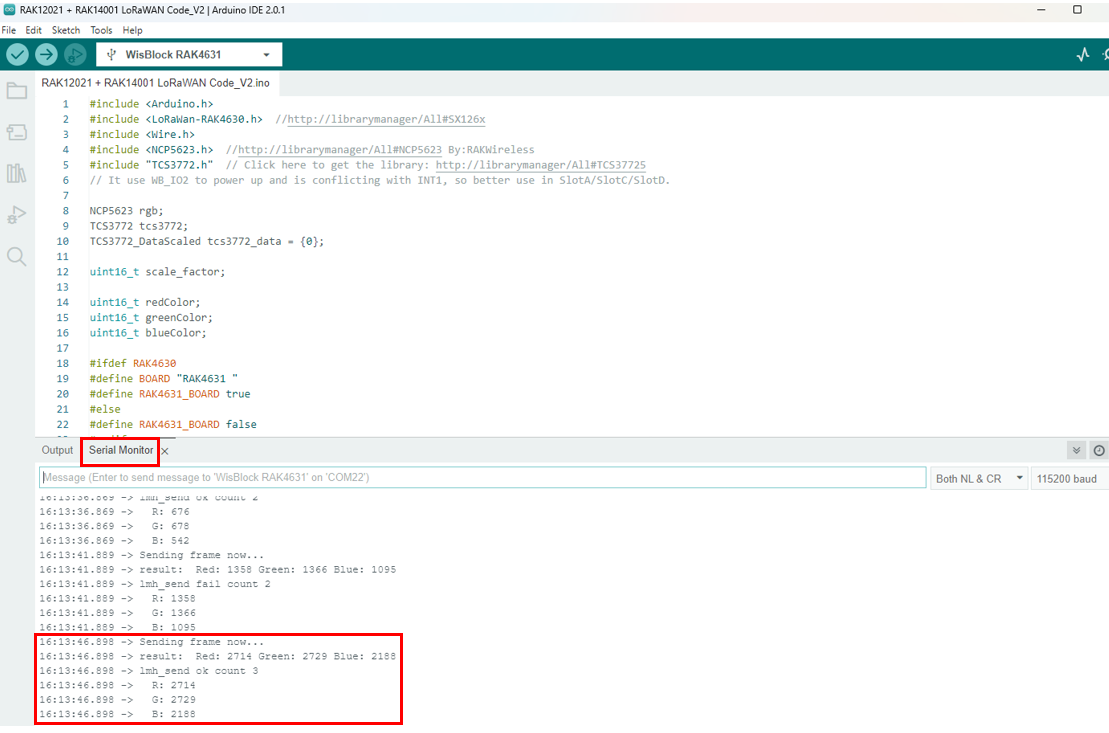 RAK12021 + RAK14001 LoRaWAN Code_V2 | Arduino IDE 2.0.1
File Edit Sketch Tools Help
WisBlock RAK4631
RAK12021 + RAK14001 LoRaWAN Code_V2.ino
1 #include <Arduino.h>
2 #include <LoRaWan-RAK4630.h>  //http://librarymanager/All#SX126x
3 #include <Wire.h>
4 #include <NCP5623.h>  //http://librarymanager/All#NCP5623 By:RAKWireless
5 #include "TCS3772.h"  // Click here to get the library: http://librarymanager/All#TCS37725
6 // It use WB_IO2 to power up and is conflicting with INT1, so better use in SlotA/SlotC/SlotD.
7
8 NCP5623 rgb;
9 TCS3772 tcs3772;
10 TCS3772_DataScaled tcs3772_data = {0};
11
12 uint16_t scale_factor;
13
14 uint16_t redColor;
15 uint16_t greenColor;
16 uint16_t blueColor;
17
18 #ifdef RAK4630
19 #define BOARD "RAK4631 "
20 #define RAK4631_BOARD true
21 #else
22 #define RAK4631_BOARD false
Output Serial Monitor
Message (Enter to send message to 'WisBlock RAK4631' on 'COM22') Both NL & CR 115200 baud
16:13:36.869 -> lmh_send ok count 2
16:13:36.869 ->   R: 676
16:13:36.869 ->   G: 678
16:13:36.869 ->   B: 542
16:13:41.889 -> Sending frame now...
16:13:41.889 -> result:  Red: 1358 Green: 1366 Blue: 1095
16:13:41.889 -> lmh_send fail count 2
16:13:41.889 ->   R: 1358
16:13:41.889 ->   G: 1366
16:13:41.889 ->   B: 1095
16:13:46.898 -> Sending frame now...
16:13:46.898 -> result:  Red: 2714 Green: 2729 Blue: 2188
16:13:46.898 -> lmh_send ok count 3
16:13:46.898 ->   R: 2714
16:13:46.898 ->   G: 2729
16:13:46.898 ->   B: 2188